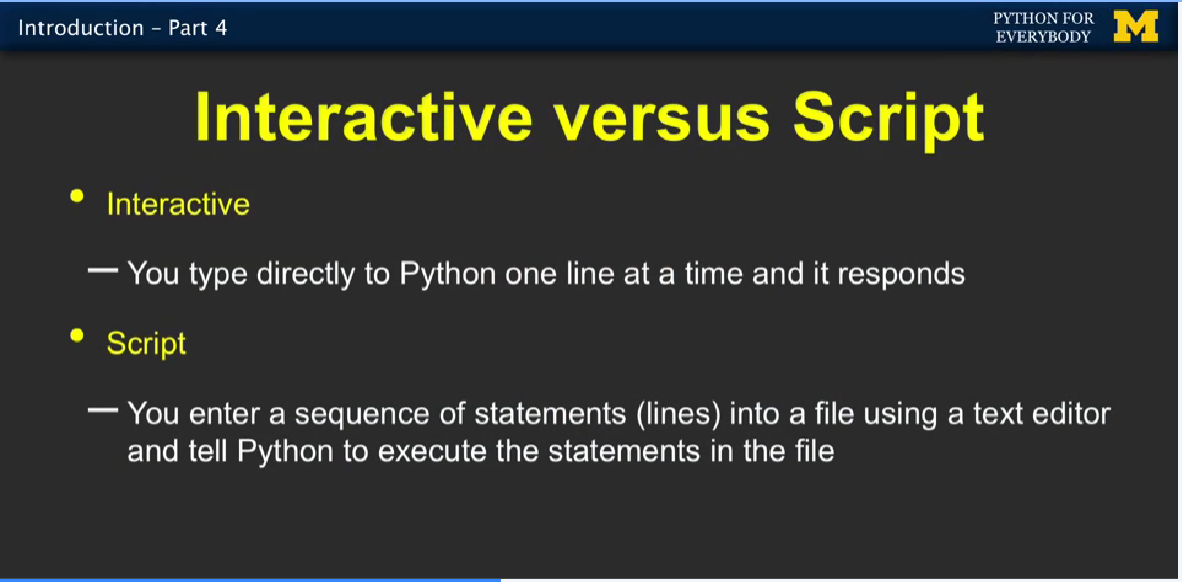 Introduction – Part 4
PYTHON FOR
EVERYBODY
M
Interactive versus Script
• Interactive
— You type directly to Python one line at a time and it responds
• Script
— You enter a sequence of statements (lines) into a file using a text editor
and tell Python to execute the statements in the file